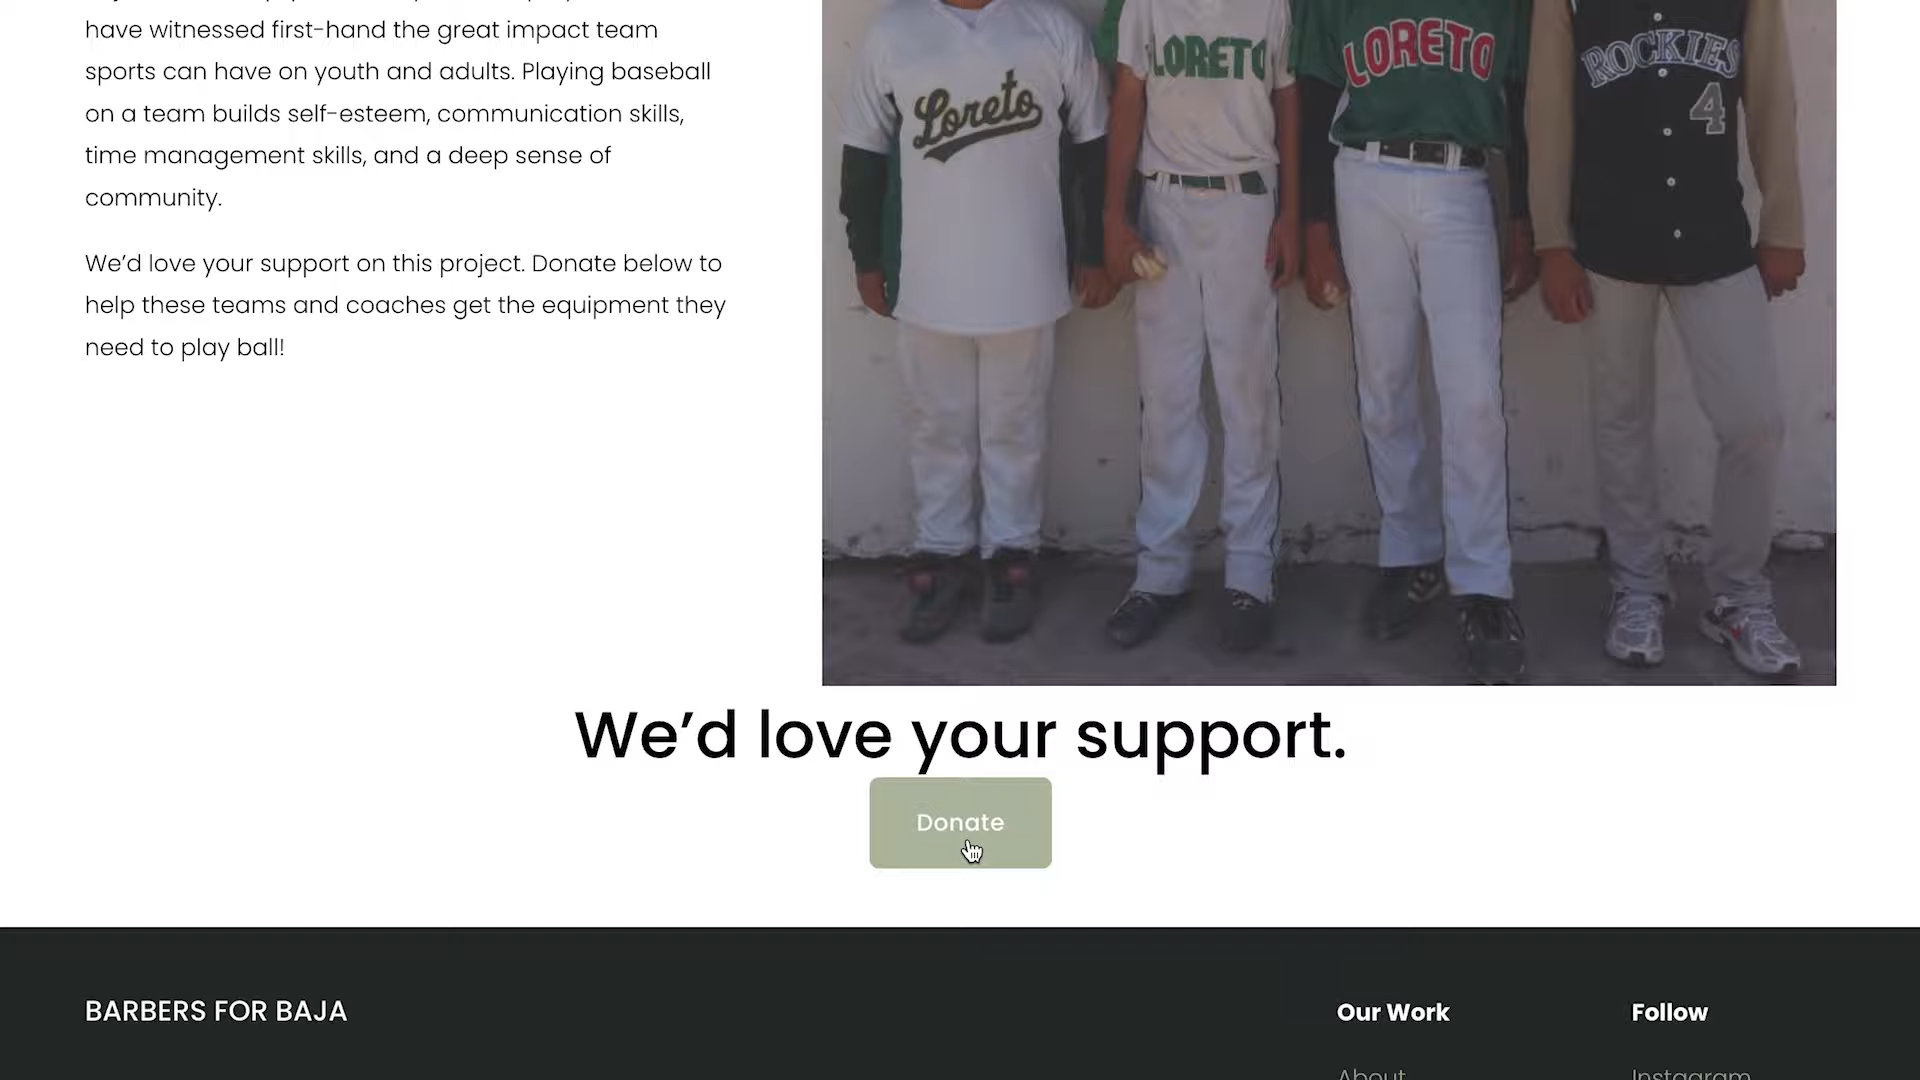 have witnessed first-hand the great impact team
sports can have on youth and adults. Playing baseball
on a team builds self-esteem, communication skills,
time management skills, and a deep sense of
community.
We’d love your support on this project. Donate below to
help these teams and coaches get the equipment they
need to play ball!
Loreto
LORETO
LORETO
ROCKIES
4
We’d love your support.
Donate
BARBERS FOR BAJA
Our Work
Follow
About
Instagram